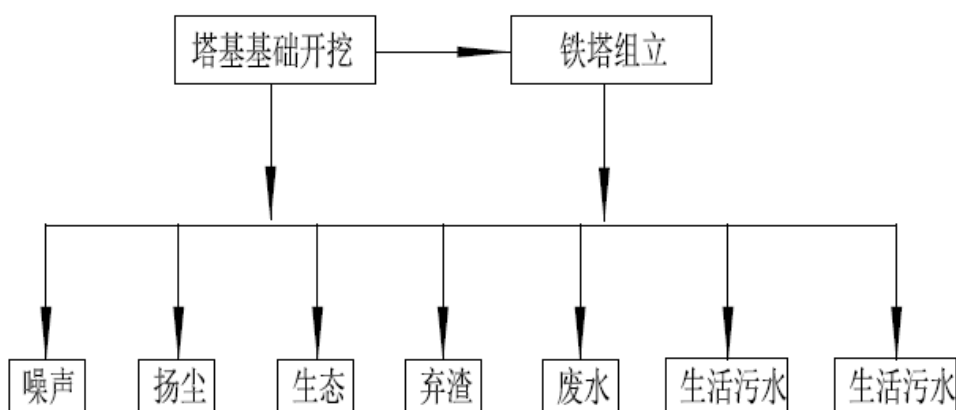 塔基基础开挖
铁塔组立
噪声
扬尘
生态
弃渣
废水
生活污水
生活污水